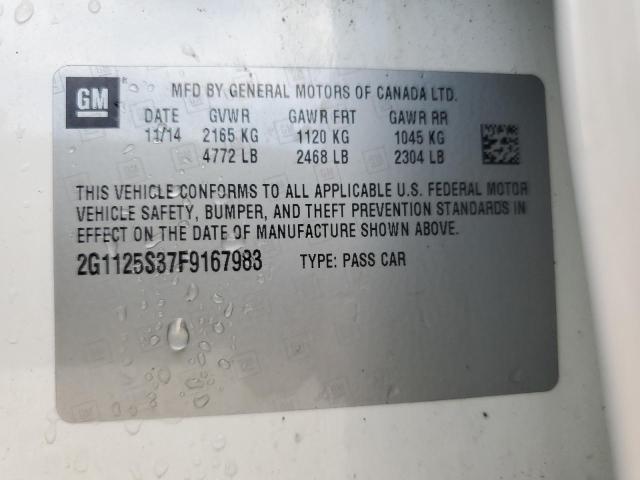 GM
MFD BY GENERAL MOTORS OF CANADA LTD.
DATE GVWR GAWR FRT GAWR RR
11/14 2165 KG 1120 KG 1045 KG
4772 LB 2468 LB 2304 LB
THIS VEHICLE CONFORMS TO ALL APPLICABLE U.S. FEDERAL MOTOR
VEHICLE SAFETY, BUMPER, AND THEFT PREVENTION STANDARDS IN
EFFECT ON THE DATE OF MANUFACTURE SHOWN ABOVE.
2G1125S37F9167983 TYPE: PASS CAR